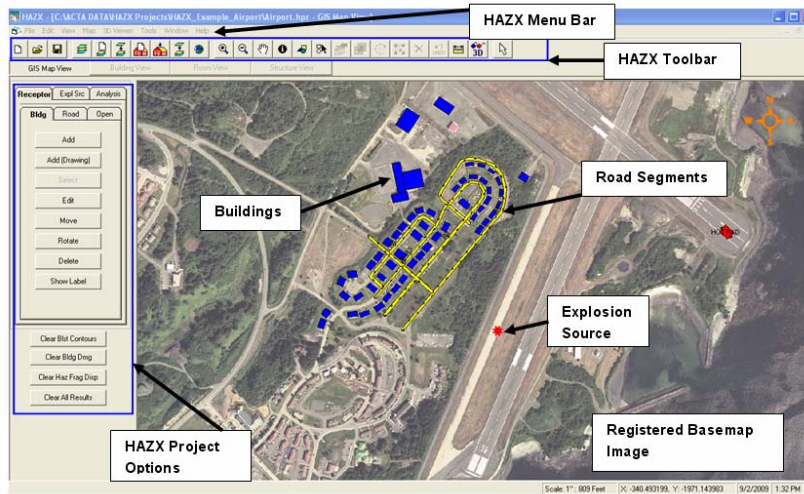 HAZX - [C:\ACTA DATA\HAZX Projects\HAZX_Example_Airport\Airport.hpr - GIS Map View]
HAZX Menu Bar
File Edit View Map 3D Viewer Tools Window Help
3D
HAZX Toolbar
GIS Map View Building View Room View Structure View
Receptor Expl Src Analysis
Bldg Road Open
Add
Add (Drawing)
Select
Edit
Move
Rotate
Delete
Show Label
Buildings
Road Segments
Explosion
Source
Clear Blst Contours
Clear Bldg Dmg
Clear Haz Frag Disp
Clear All Results
HAZX Project
Options
Registered Basemap
Image
Scale: 1" : 809 Feet X: -340.493199, Y: -1971.143983 9/2/2009 1:32 PM